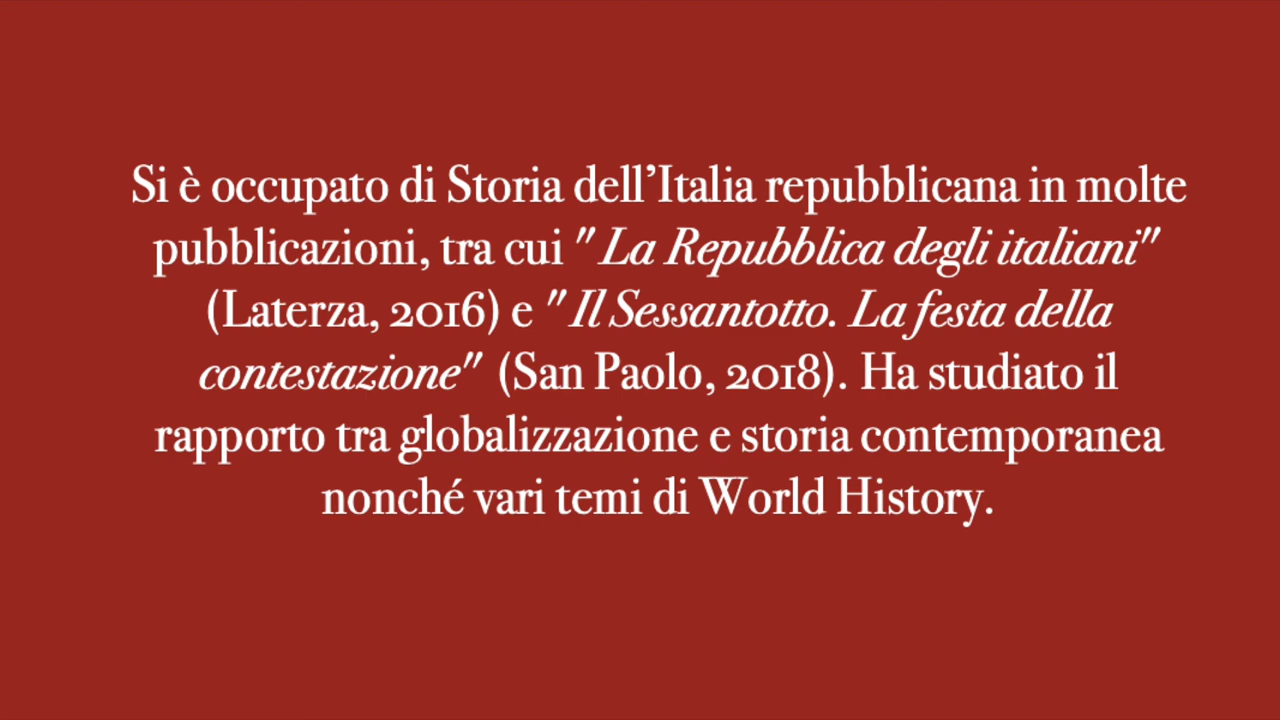 Si è occupato di Storia dell’Italia repubblicana in molte
pubblicazioni, tra cui " La Repubblica degli italiani"
(Laterza, 2016) e " Il Sessantotto. La festa della
contestazione" (San Paolo, 2018). Ha studiato il
rapporto tra globalizzazione e storia contemporanea
nonché vari temi di World History.